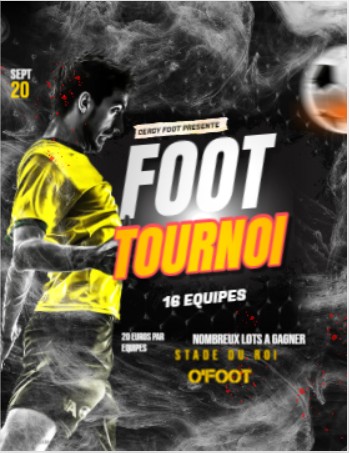 SEPT
20
CERGY FOOT PRESENTE
FOOT
TOURNOI
16 EQUIPES
20 EUROS PAR
EQUIPES
NOMBREUX LOTS A GAGNER
STADE DU ROI
O'FOOT